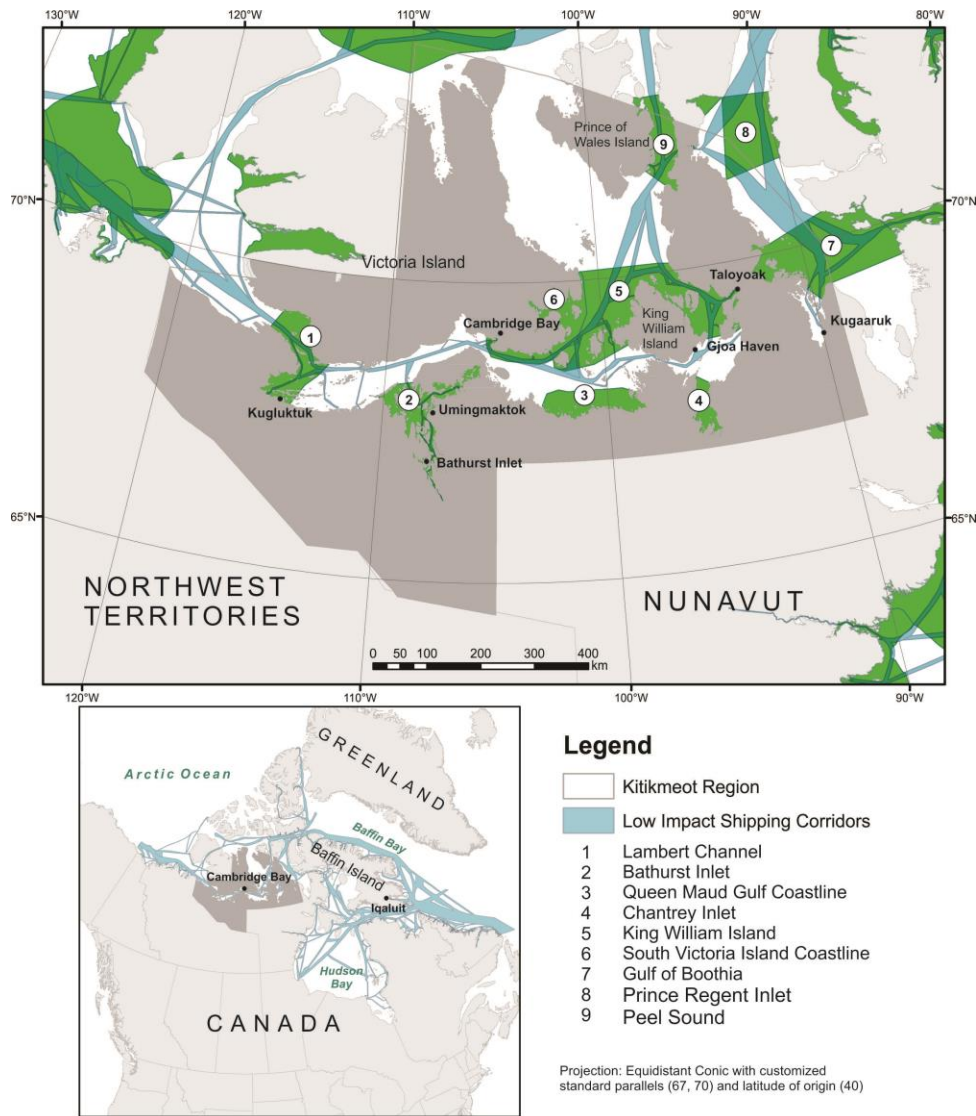 120°W
110°W
100°W
90°W
80°W
Prince of
Wales Island
9
8
70°N
70°N
7
Victoria Island
Taloyoak
6
5
Cambridge Bay
King
William
Island
Kugaaruk
1
Gjoa Haven
2
3
4
Kugluktuk
Umingmaktok
Bathurst Inlet
65°N
65°N
NORTHWEST
TERRITORIES
NUNAVUT
0 50 100 200 300 400
km
120°W
110°W
100°W
90°W
GREENLAND
Arctic Ocean
Baffin Bay
Baffin Island
Cambridge Bay
Iqaluit
Hudson
Bay
CANADA
Legend
Kitikmeot Region
Low Impact Shipping Corridors
1 Lambert Channel
2 Bathurst Inlet
3 Queen Maud Gulf Coastline
4 Chantrey Inlet
5 King William Island
6 South Victoria Island Coastline
7 Gulf of Boothia
8 Prince Regent Inlet
9 Peel Sound
Projection: Equidistant Conic with customized
standard parallels (67, 70) and latitude of origin (40)